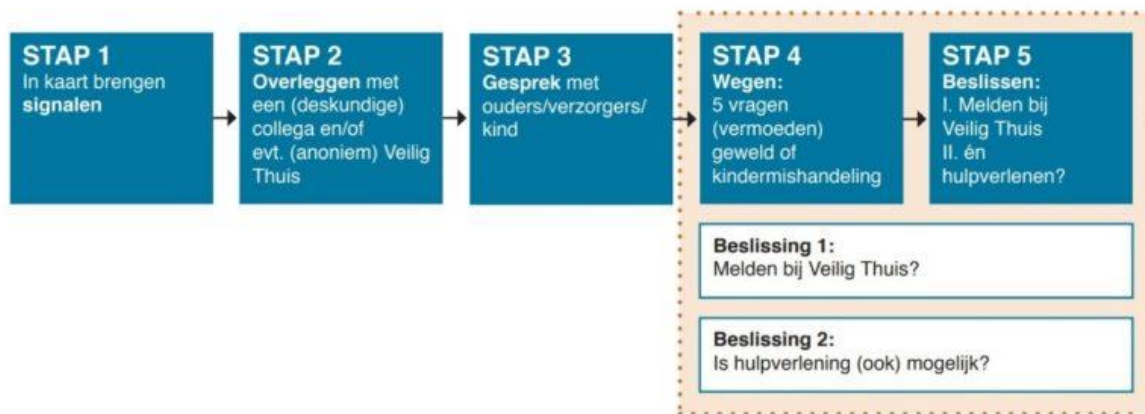 STAP 1
In kaart brengen
signalen
STAP 2
Overleggen met
een (deskundige)
collega en/of
evt. (anoniem) Veilig
Thuis
STAP 3
Gesprek met
ouders/verzorgers/
kind
STAP 4
Wegen:
5 vragen
(vermoeden)
geweld of
kindermishandeling
STAP 5
Beslissen:
I. Melden bij
Veilig Thuis
II. én
hulpverlenen?
Beslissing 1:
Melden bij Veilig Thuis?
Beslissing 2:
Is hulpverlening (ook) mogelijk?